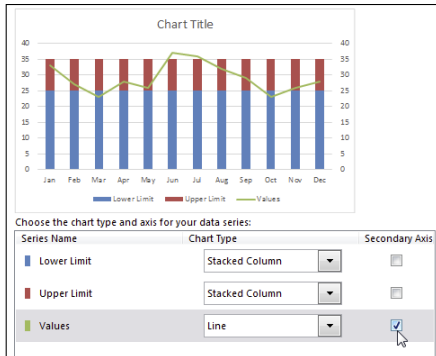 Chart Title
40 40
35 35
30 30
25 25
20 20
15 15
10 10
5 5
0 0
Jan Feb Mar Apr May Jun Jul Aug Sep Oct Nov Dec
Lower Limit Upper Limit Values
Choose the chart type and axis for your data series:
Series Name Chart Type Secondary Axis
Lower Limit Stacked Column
Upper Limit Stacked Column
Values Line